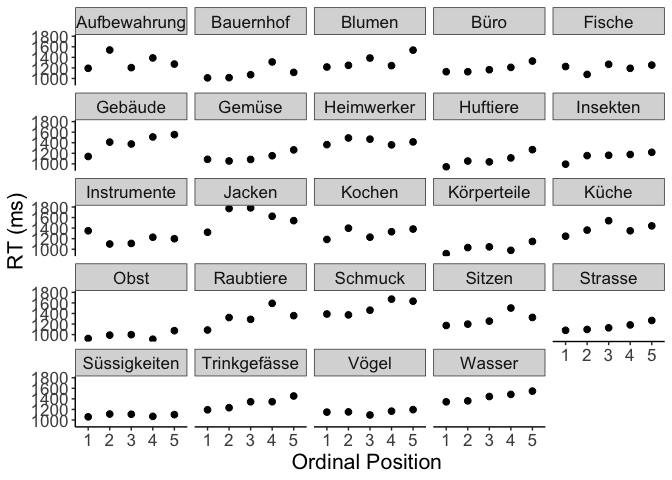 Aufbewahrung Bauernhof Blumen Büro Fische
1800
1600
1400
1200
1000
Gebäude Gemüse Heimwerker Huftiere Insekten
1800
1600
1400
1200
1000
Instrumente Jacken Kochen Körperteile Küche
1800
1600
1400
1200
1000
Obst Raubtiere Schmuck Sitzen Strasse
1800
1600
1400
1200
1000
1 2 3 4 5
Süssigkeiten Trinkgefässe Vögel Wasser
1800
1600
1400
1200
1000
1 2 3 4 5 1 2 3 4 5 1 2 3 4 5 1 2 3 4 5
Ordinal Position
RT (ms)